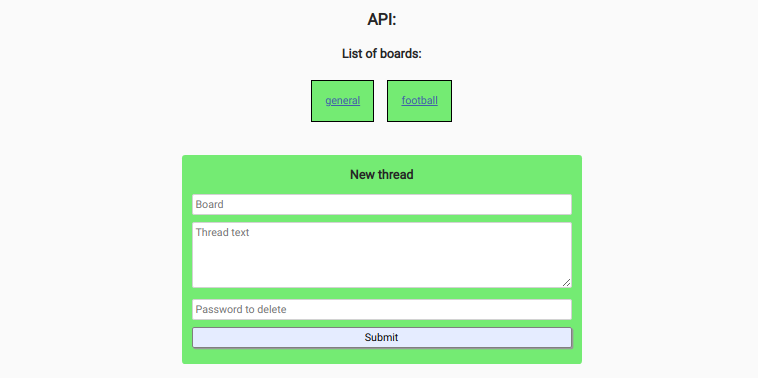 API:
List of boards:
general football
New thread
Board
Thread text
Password to delete
Submit